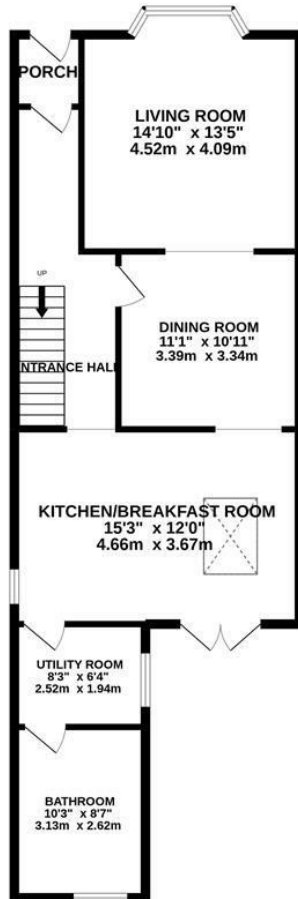 PORCH
LIVING ROOM
14'10" x 13'5"
4.52m x 4.09m
UP
DINING ROOM
11'1" x 10'11"
3.39m x 3.34m
ENTRANCE HALL
KITCHEN/BREAKFAST ROOM
15'3" x 12'0"
4.66m x 3.67m
UTILITY ROOM
8'3" x 6'4"
2.52m x 1.94m
BATHROOM
10'3" x 8'7"
3.13m x 2.62m